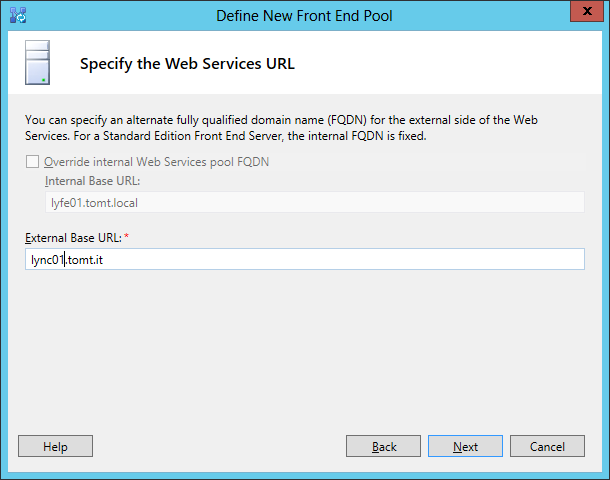 Define New Front End Pool
x
Specify the Web Services URL
You can specify an alternate fully qualified domain name (FQDN) for the external side of the Web
Services. For a Standard Edition Front End Server, the internal FQDN is fixed.
Override internal Web Services pool FQDN
Internal Base URL:
lyfe01.tomt.local
External Base URL: *
lync01.tomt.it
Help
Back
Next
Cancel